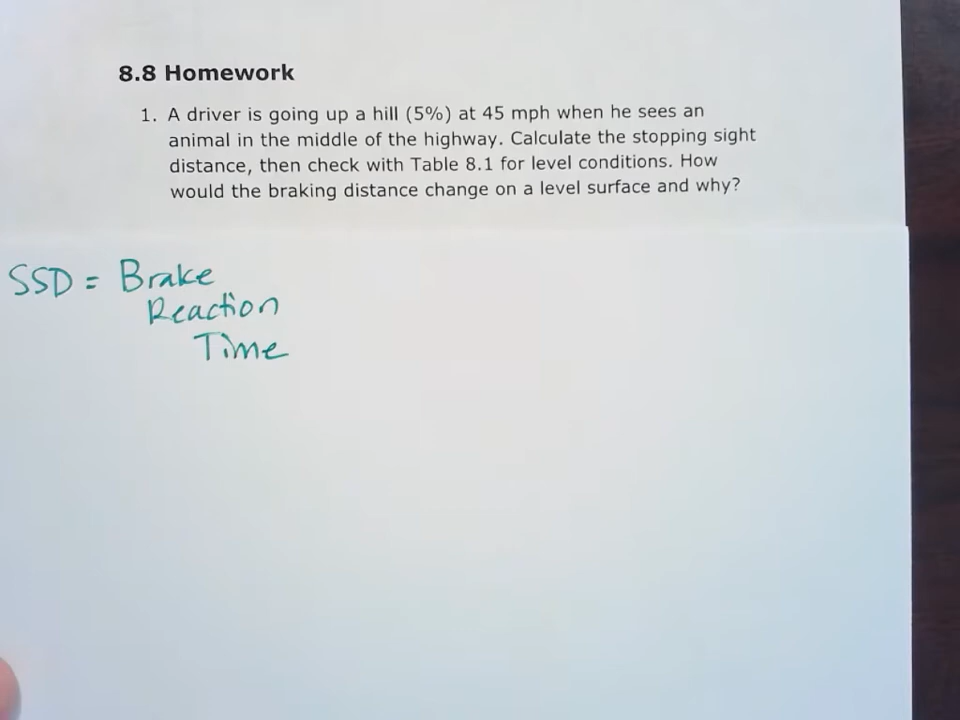 8.8 Homework
1. A driver is going up a hill (5%) at 45 mph when he sees an
animal in the middle of the highway. Calculate the stopping sight
distance, then check with Table 8.1 for level conditions. How
would the braking distance change on a level surface and why?
SSD = Brake
Reaction
Time